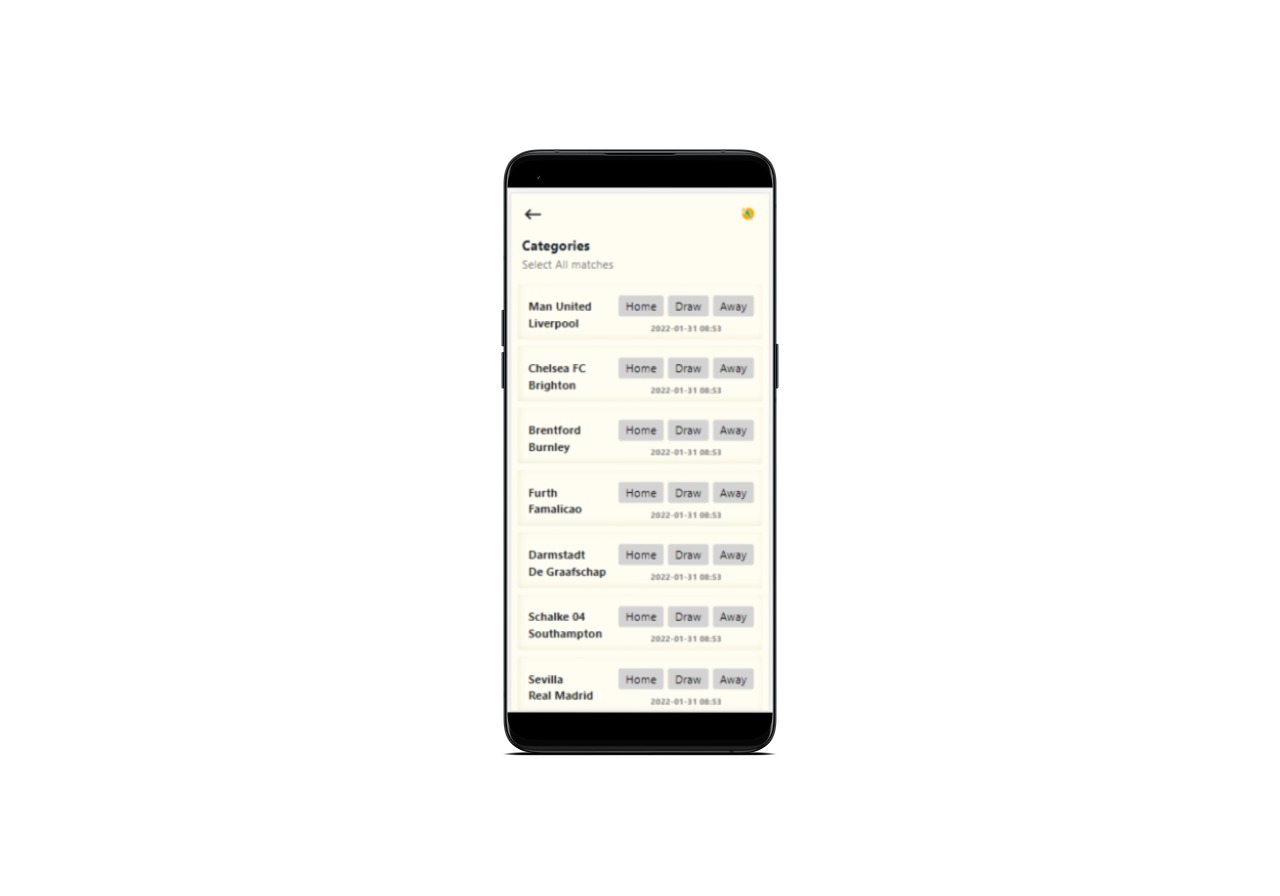 Categories
Select All matches
Man United Home Draw Away
Liverpool 2022-01-31 08:53
Chelsea FC Home Draw Away
Brighton 2022-01-31 08:53
Brentford Home Draw Away
Burnley 2022-01-31 08:53
Furth Home Draw Away
Famalicao 2022-01-31 08:53
Darmstadt Home Draw Away
De Graafschap 2022-01-31 08:53
Schalke 04 Home Draw Away
Southampton 2022-01-31 08:53
Sevilla Home Draw Away
Real Madrid 2022-01-31 08:53